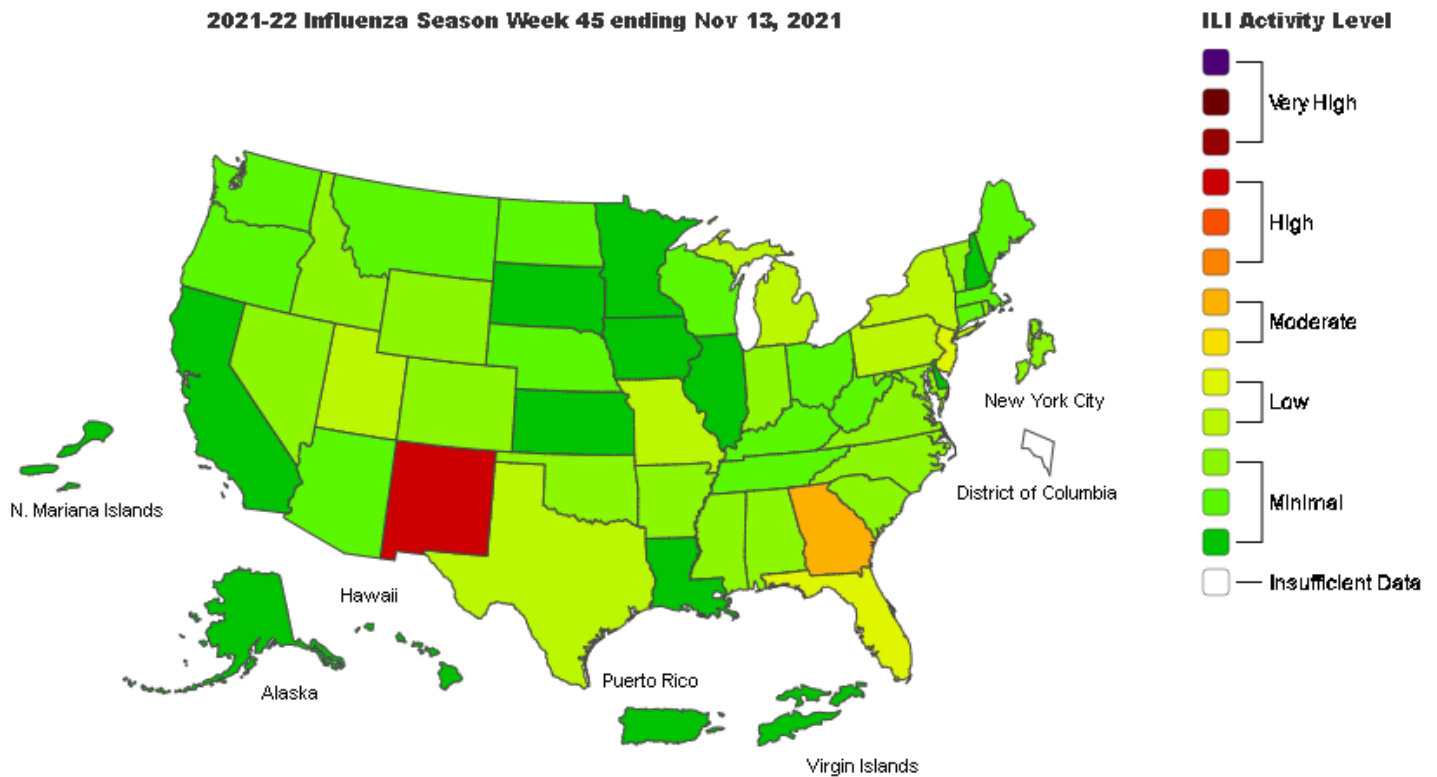 2021-22 Influenza Season Week 45 ending Nov 13, 2021
ILI Activity Level
Very High
High
Moderate
Low
Minimal
Insufficient Data
New York City
District of Columbia
N. Mariana Islands
Hawaii
Alaska
Puerto Rico
Virgin Islands